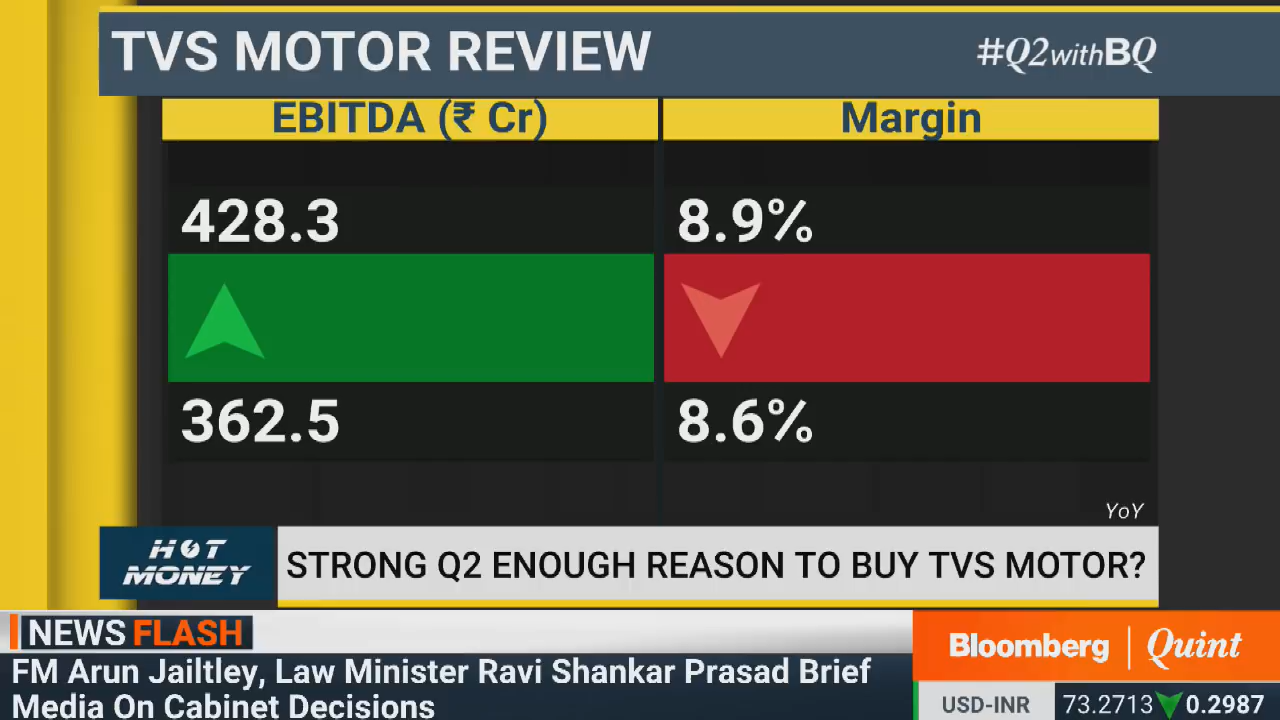 TVS MOTOR REVIEW
#Q2withBQ
EBITDA (₹ Cr)
Margin
428.3
8.9%
362.5
8.6%
YoY
HOT
MONEY
STRONG Q2 ENOUGH REASON TO BUY TVS MOTOR?
NEWS FLASH
FM Arun Jailtley, Law Minister Ravi Shankar Prasad Brief
Media On Cabinet Decisions
Bloomberg | Quint
USD-INR 73.2713 0.2987